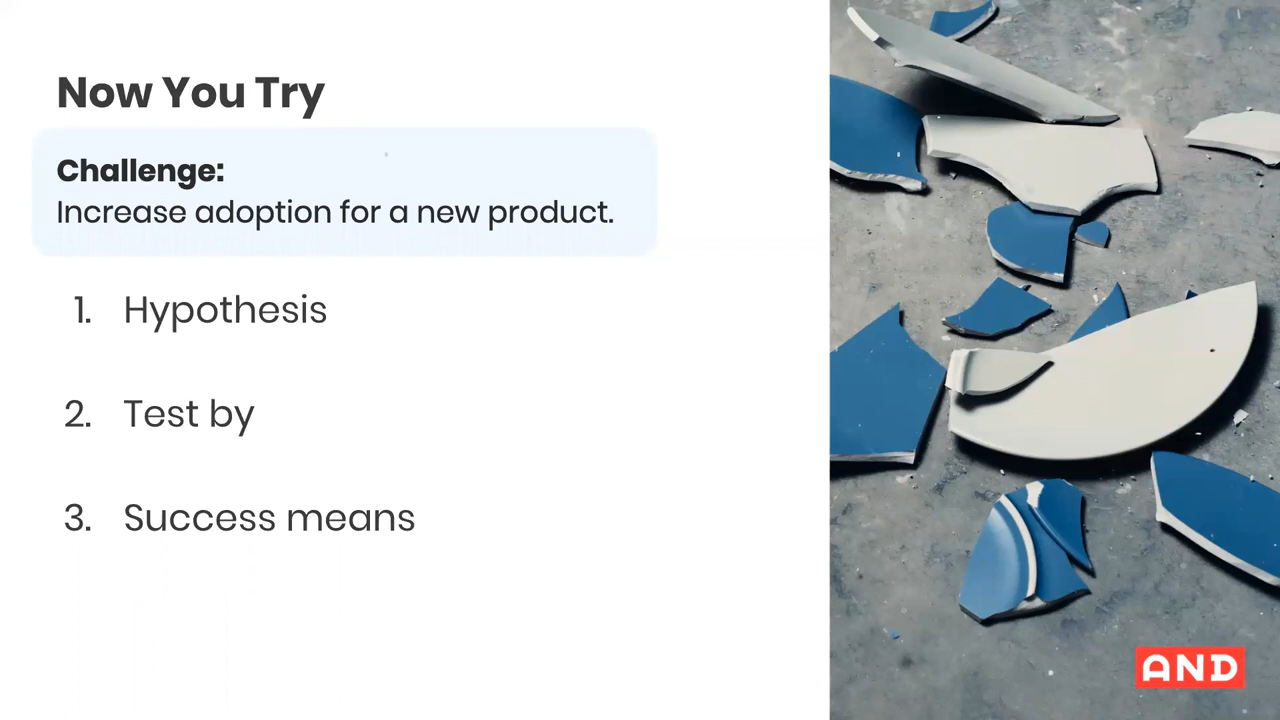 Now You Try
Challenge:
Increase adoption for a new product.
1. Hypothesis
2. Test by
3. Success means
AND